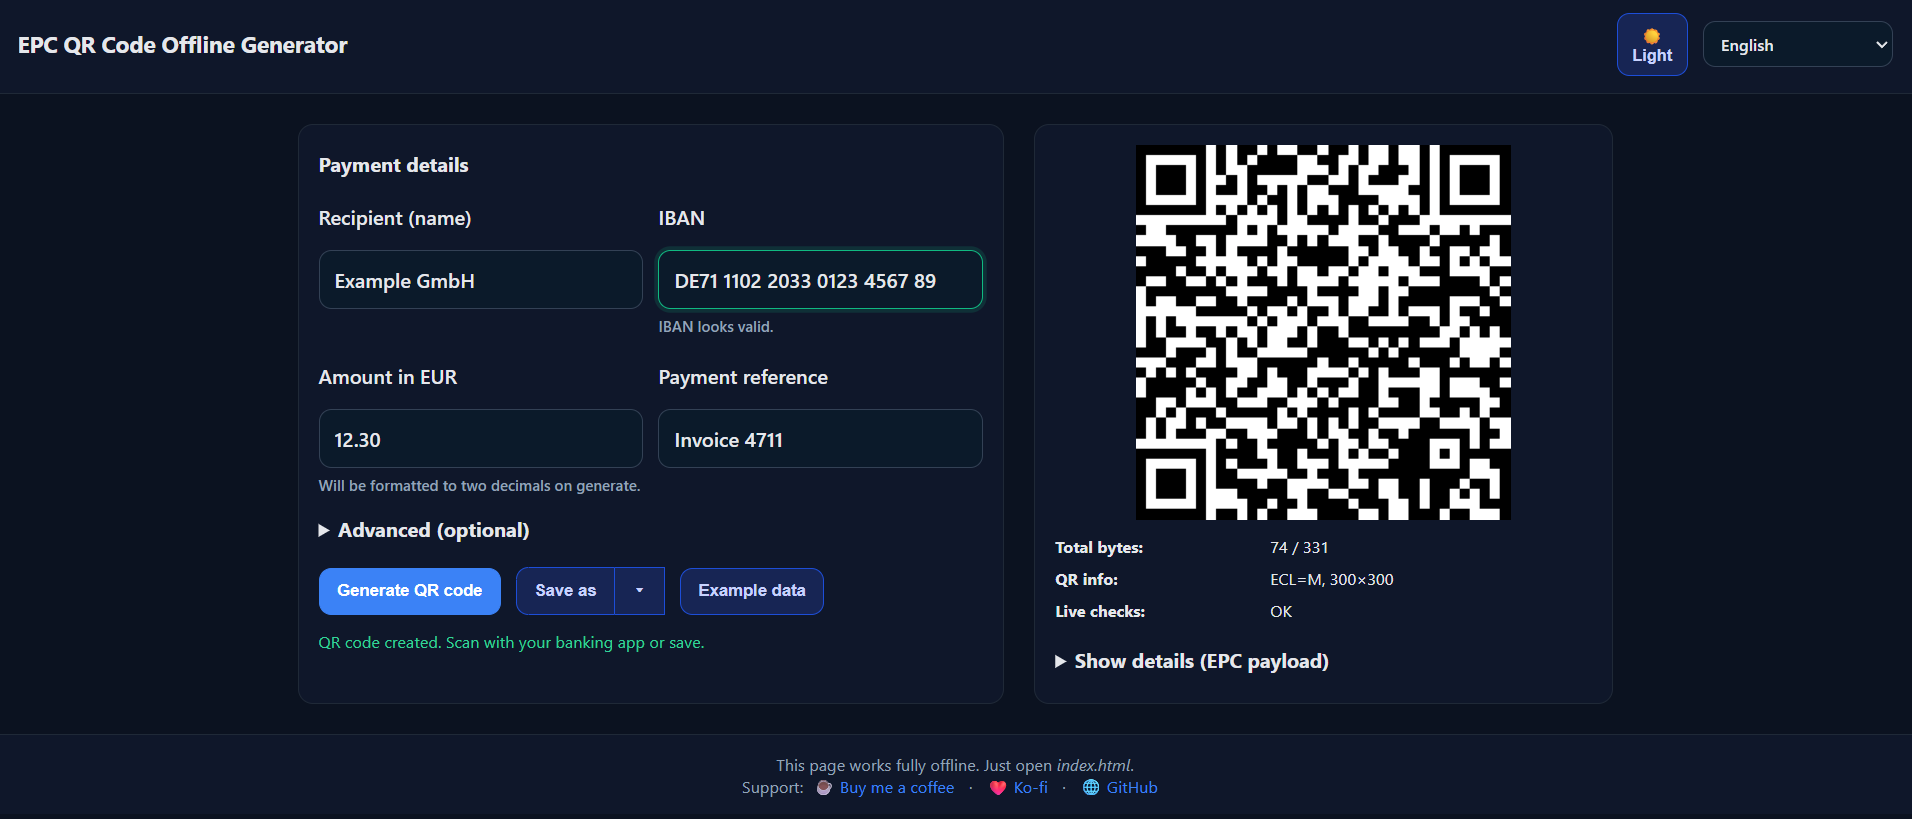 EPC QR Code Offline Generator
Light
English
Payment details
Recipient (name)
IBAN
Example GmbH
DE71 1102 2033 0123 4567 89
IBAN looks valid.
Amount in EUR
Payment reference
12.30
Invoice 4711
Will be formatted to two decimals on generate.
Advanced (optional)
Generate QR code
Save as
Example data
QR code created. Scan with your banking app or save.
Total bytes: 74 / 331
QR info: ECL=M, 300×300
Live checks: OK
Show details (EPC payload)
This page works fully offline. Just open index.html.
Support: Buy me a coffee · Ko-fi · GitHub